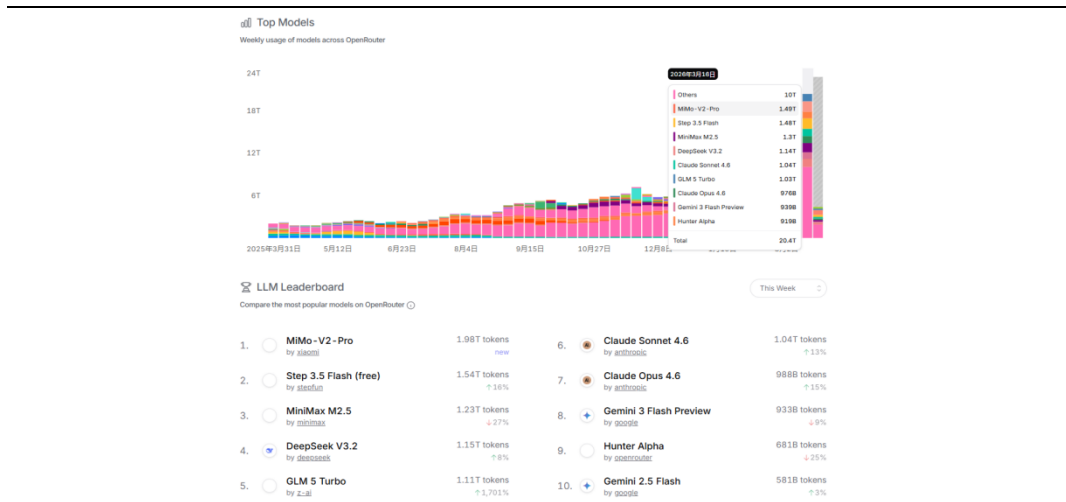 Top Models
Weekly usage of models across OpenRouter
24T
18T
12T
6T
2026年3月16日
Others 10T
MiMo-V2-Pro 1.49T
Step 3.5 Flash 1.48T
MiniMax M2.5 1.3T
DeepSeek V3.2 1.14T
Claude Sonnet 4.6 1.04T
GLM 5 Turbo 1.03T
Claude Opus 4.6 976B
Gemini 3 Flash Preview 939B
Hunter Alpha 919B
Total 20.4T
2025年3月31日 5月12日 6月23日 8月4日 9月15日 10月27日 12月8日
LLM Leaderboard
This Week
Compare the most popular models on OpenRouter
1. MiMo-V2-Pro 1.98T tokens
by xiaomi new
2. Step 3.5 Flash (free) 1.54T tokens
by stepfun ↑16%
3. MiniMax M2.5 1.23T tokens
by minimax ↓27%
4. DeepSeek V3.2 1.15T tokens
by deepseek ↑8%
5. GLM 5 Turbo 1.11T tokens
by z-ai ↑1,701%
6. Claude Sonnet 4.6 1.04T tokens
by anthropic ↑13%
7. Claude Opus 4.6 988B tokens
by anthropic ↑15%
8. Gemini 3 Flash Preview 933B tokens
by google ↓9%
9. Hunter Alpha 681B tokens
by openrouter ↓25%
10. Gemini 2.5 Flash 581B tokens
by google ↑3%